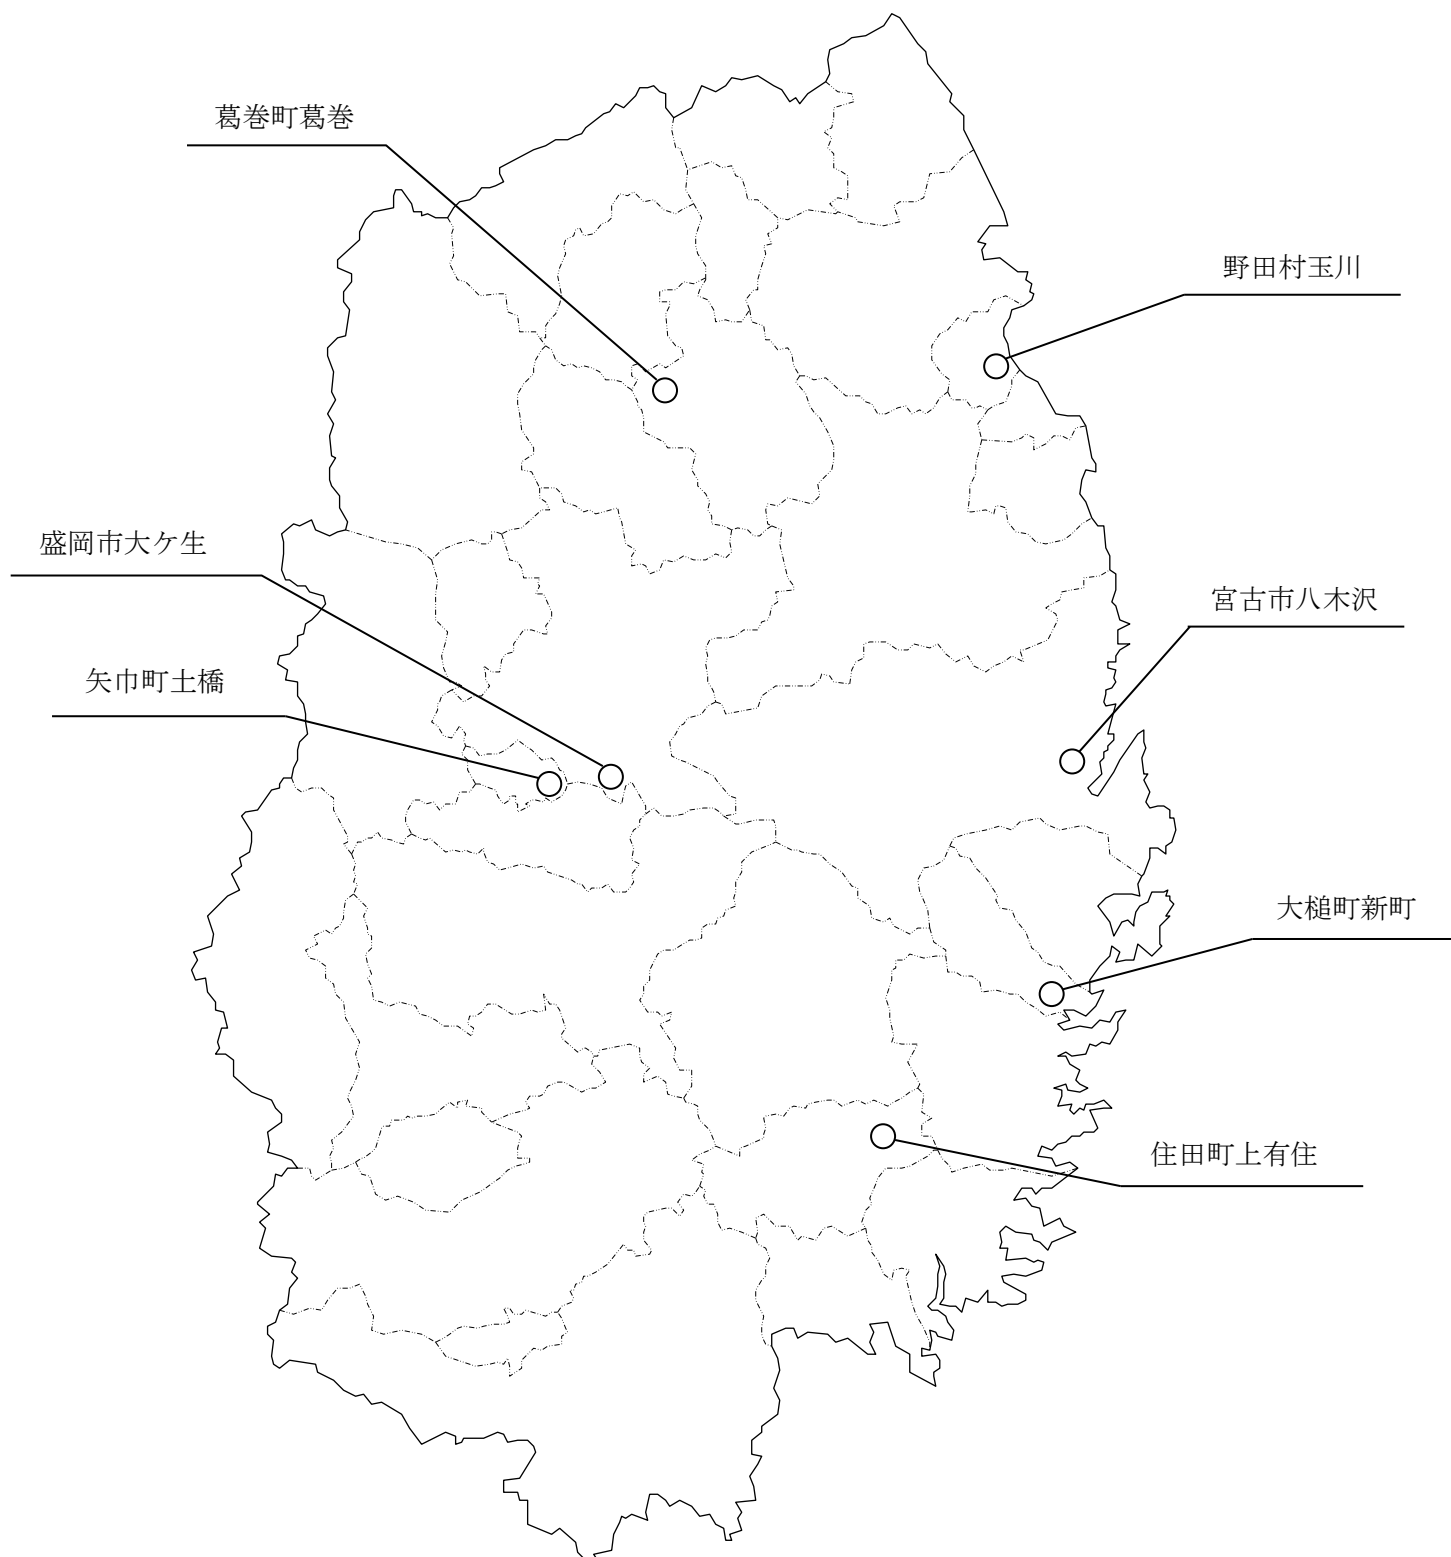 葛巻町葛巻
野田村玉川
盛岡市大ケ生
宮古市八木沢
矢巾町土橋
大槌町新町
住田町上有住